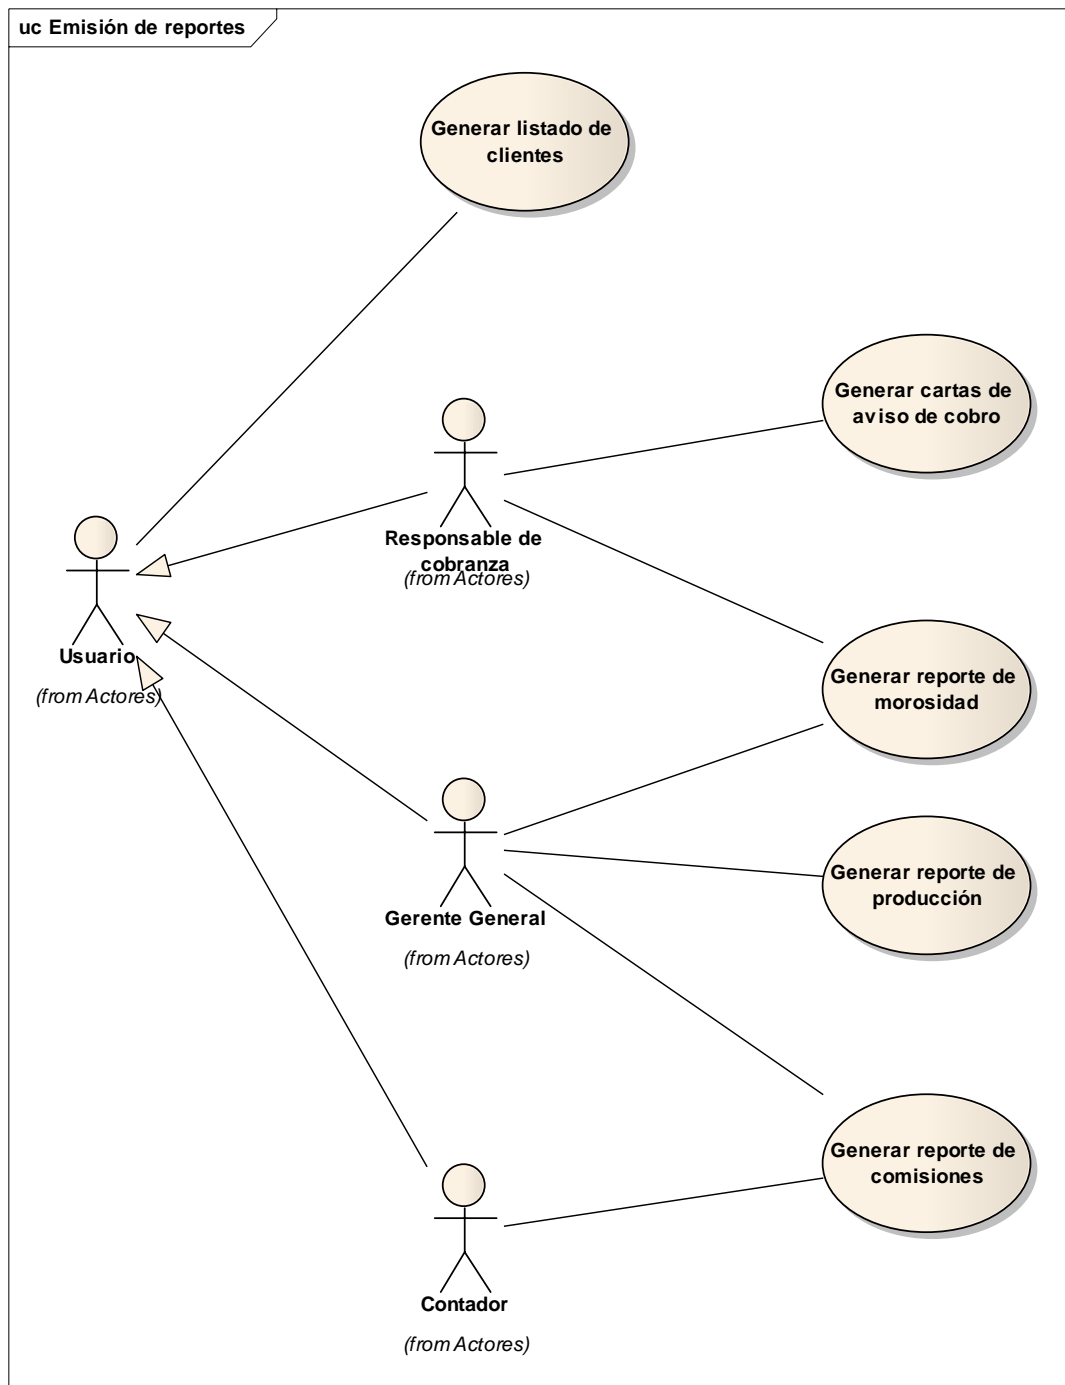 uc Emisión de reportes
Generar listado de
clientes
Generar cartas de
aviso de cobro
Responsable de
cobranza
(from Actores)
Usuario
(from Actores)
Generar reporte de
morosidad
Gerente General
(from Actores)
Generar reporte de
producción
Generar reporte de
comisiones
Contador
(from Actores)